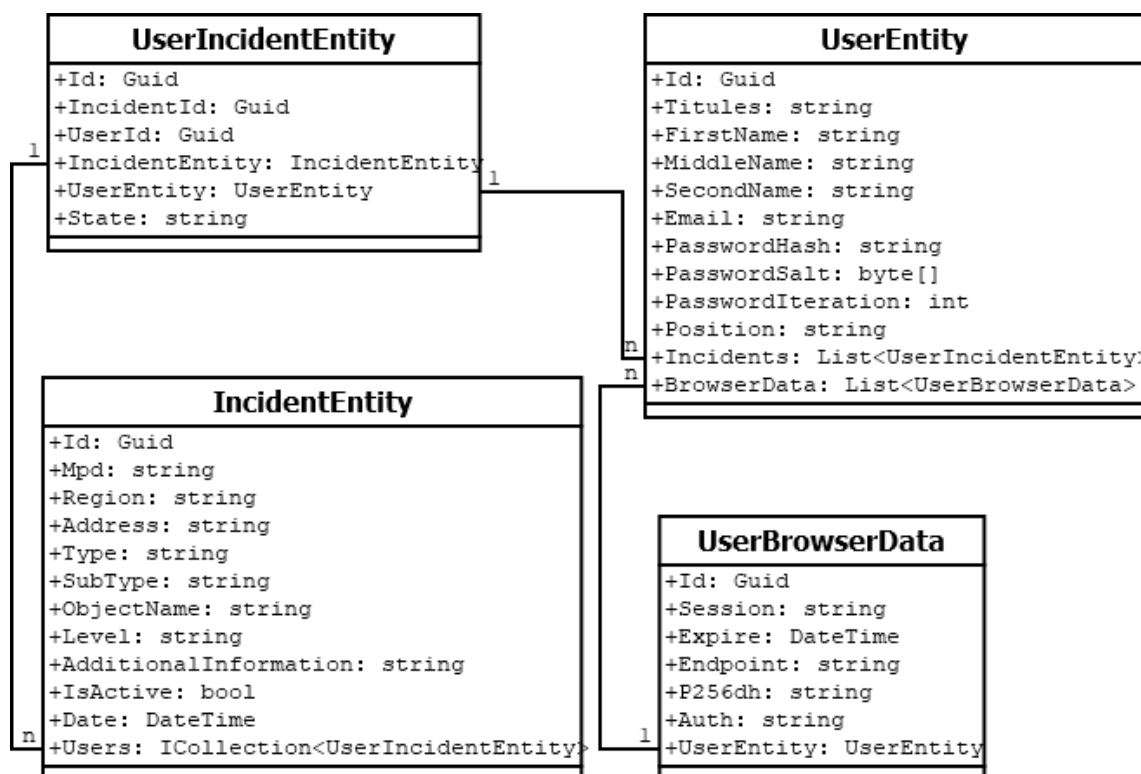 UserIncidentEntity
+Id: Guid
+IncidentId: Guid
+UserId: Guid
+IncidentEntity: IncidentEntity
+UserEntity: UserEntity
+State: string
1
1
UserEntity
+Id: Guid
+Titules: string
+FirstName: string
+MiddleName: string
+SecondName: string
+Email: string
+PasswordHash: string
+PasswordSalt: byte[]
+PasswordIteration: int
+Position: string
+Incidents: List<UserIncidentEntity>
+BrowserData: List<UserBrowserData>
n
n
IncidentEntity
+Id: Guid
+Mpd: string
+Region: string
+Address: string
+Type: string
+SubType: string
+ObjectName: string
+Level: string
+AdditionalInformation: string
+IsActive: bool
+Date: DateTime
+Users: ICollection<UserIncidentEntity>
n
UserBrowserData
+Id: Guid
+Session: string
+Expire: DateTime
+Endpoint: string
+P256dh: string
+Auth: string
+UserEntity: UserEntity
1